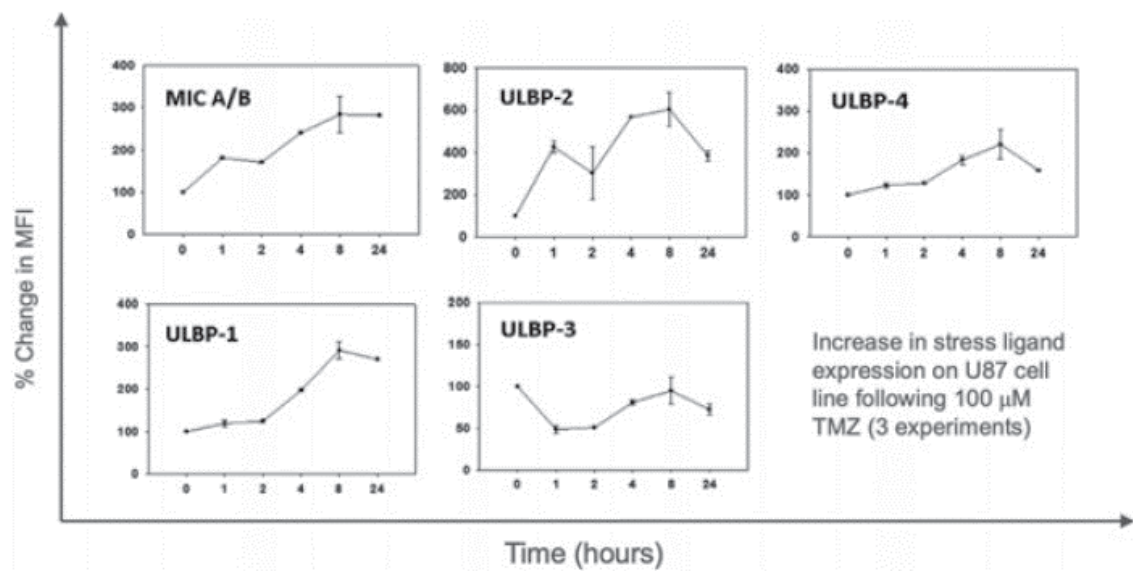 % Change in MFI
MIC A/B
400
300
200
100
0
0 1 2 4 8 24
ULBP-2
800
600
400
200
0
0 1 2 4 8 24
ULBP-4
400
300
200
100
0
0 1 2 4 8 24
ULBP-1
400
300
200
100
0
0 1 2 4 8 24
ULBP-3
200
150
100
50
0
0 1 2 4 8 24
Increase in stress ligand
expression on U87 cell
line following 100 μM
TMZ (3 experiments)
Time (hours)